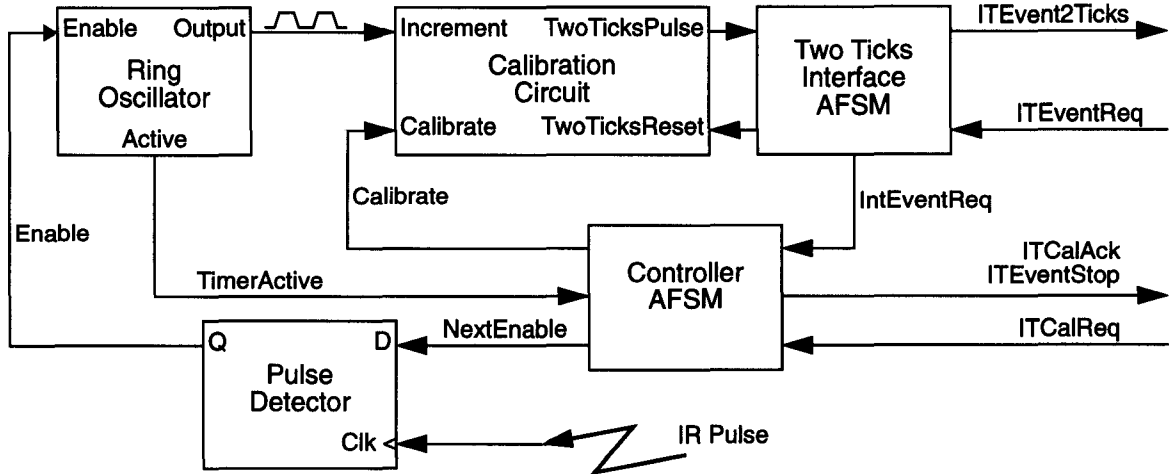 Enable Output
Ring
Oscillator
Active
Increment TwoTicksPulse
Calibration
Circuit
Calibrate TwoTicksReset
Two Ticks
Interface
AFSM
ITEvent2Ticks
ITEventReq
Calibrate
IntEventReq
Enable
TimerActive
Controller
AFSM
ITCalAck
ITEventStop
NextEnable
ITCalReq
Q D
Pulse
Detector
Clk
IR Pulse